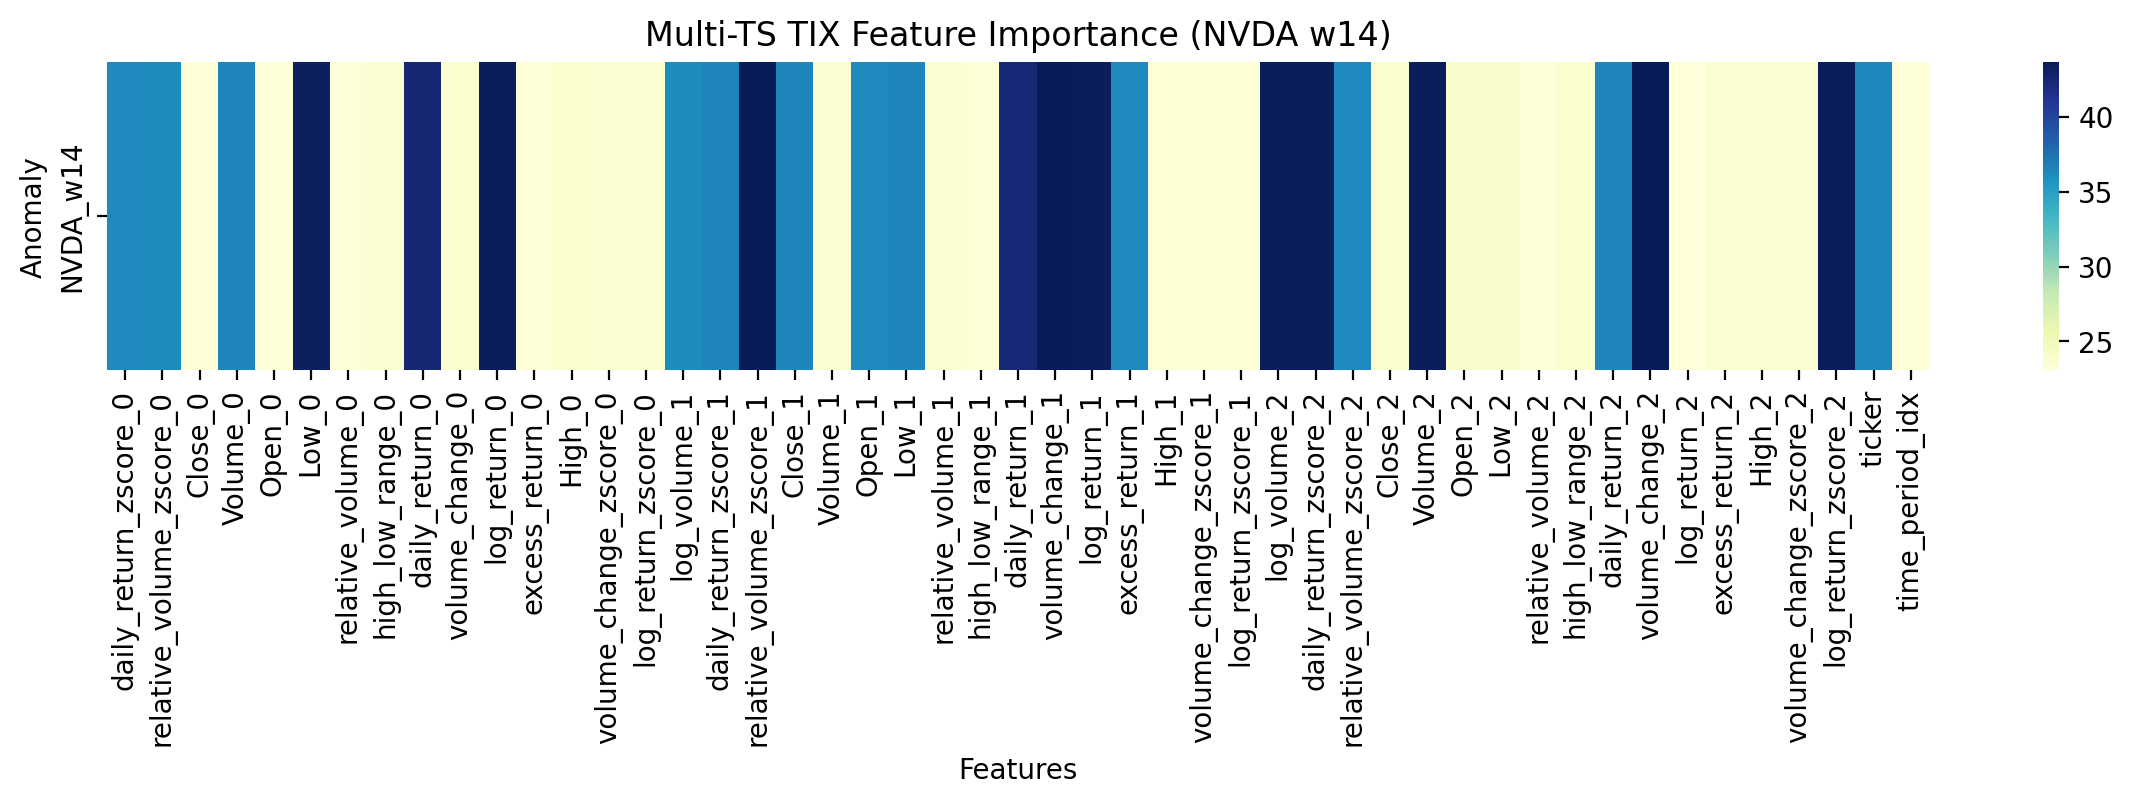 Multi-TS TIX Feature Importance (NVDA w14)
Anomaly
NVDA_w14
40
35
30
25
daily_return_zscore_0
relative_volume_zscore_0
Close_0
Volume_0
Open_0
Low_0
relative_volume_0
high_low_range_0
daily_return_0
volume_change_0
log_return_0
excess_return_0
High_0
volume_change_zscore_0
log_return_zscore_0
log_volume_1
daily_return_zscore_1
relative_volume_zscore_1
Close_1
Volume_1
Open_1
Low_1
relative_volume_1
high_low_range_1
daily_return_1
volume_change_1
log_return_1
excess_return_1
High_1
volume_change_zscore_1
log_return_zscore_1
log_volume_2
daily_return_zscore_2
relative_volume_zscore_2
Close_2
Volume_2
Open_2
Low_2
relative_volume_2
high_low_range_2
daily_return_2
volume_change_2
log_return_2
excess_return_2
High_2
volume_change_zscore_2
log_return_zscore_2
ticker
time_period_idx
Features